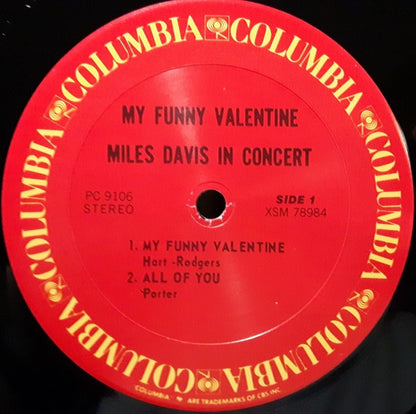 COLUMBIA COLUMBIA COLUMBIA COLUMBIA COLUMBIA COLUMBIA
MY FUNNY VALENTINE
MILES DAVIS IN CONCERT
PC 9106 SIDE 1
STEREO XSM 78984
1. MY FUNNY VALENTINE
Hart -Rodgers
2. ALL OF YOU
Porter
COLUMBIA ARE TRADEMARKS OF CBS INC